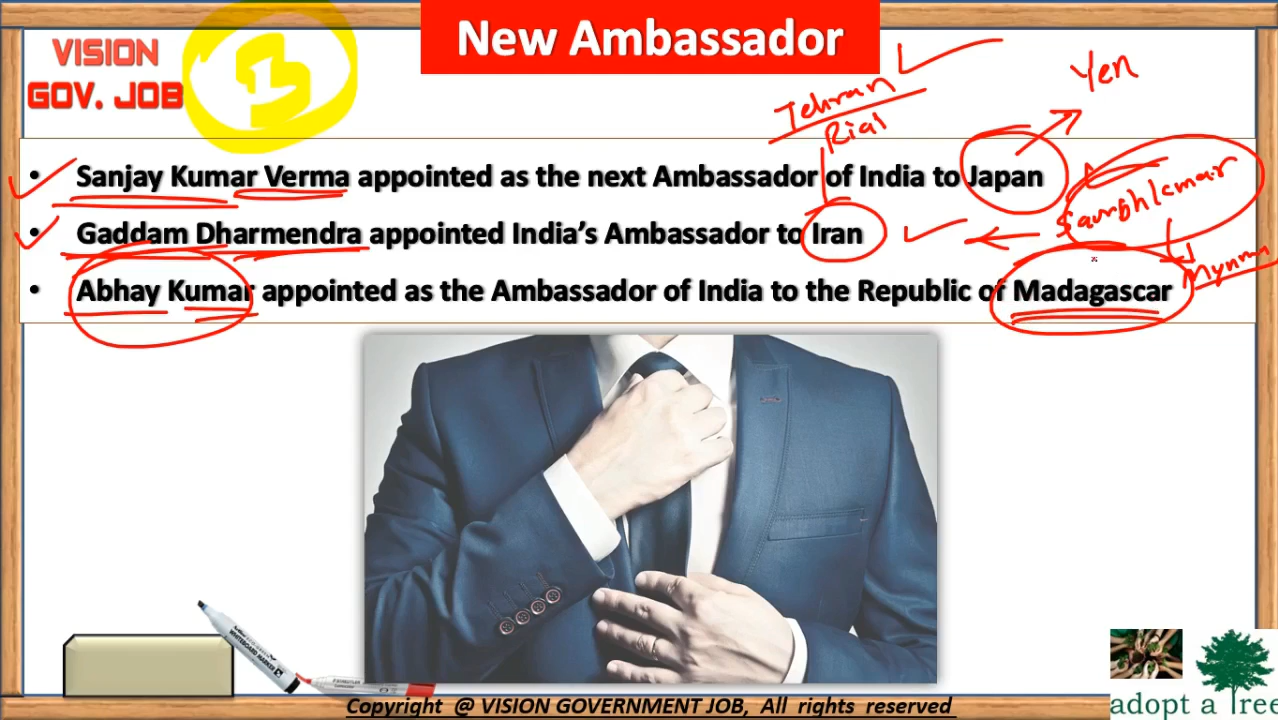 New Ambassador
VISION
GOV. JOB
Tehran
Rial
Yen
• Sanjay Kumar Verma appointed as the next Ambassador of India to Japan
• Gaddam Dharmendra appointed India's Ambassador to Iran
• Abhay Kumar appointed as the Ambassador of India to the Republic of Madagascar
Copyright @ VISION GOVERNMENT JOB, All rights reserved
adopt a Tree